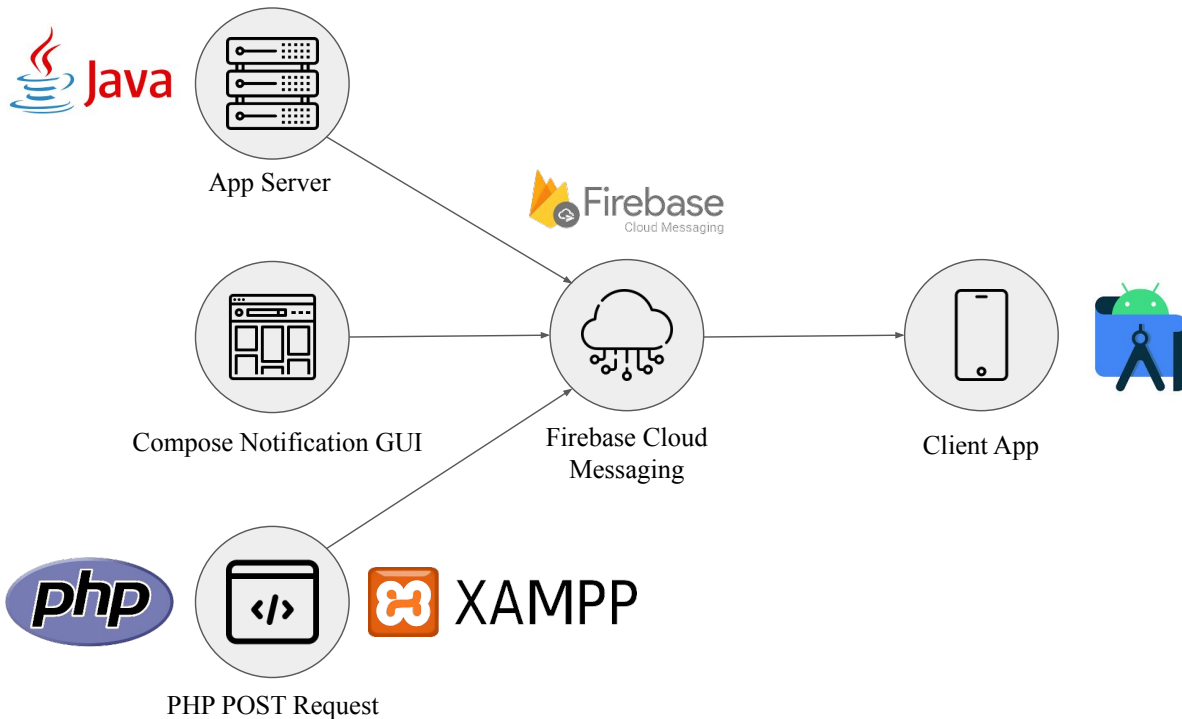 Java
App Server
Firebase
Cloud Messaging
Compose Notification GUI
Firebase Cloud
Messaging
Client App
php
</>
XAMPP
PHP POST Request